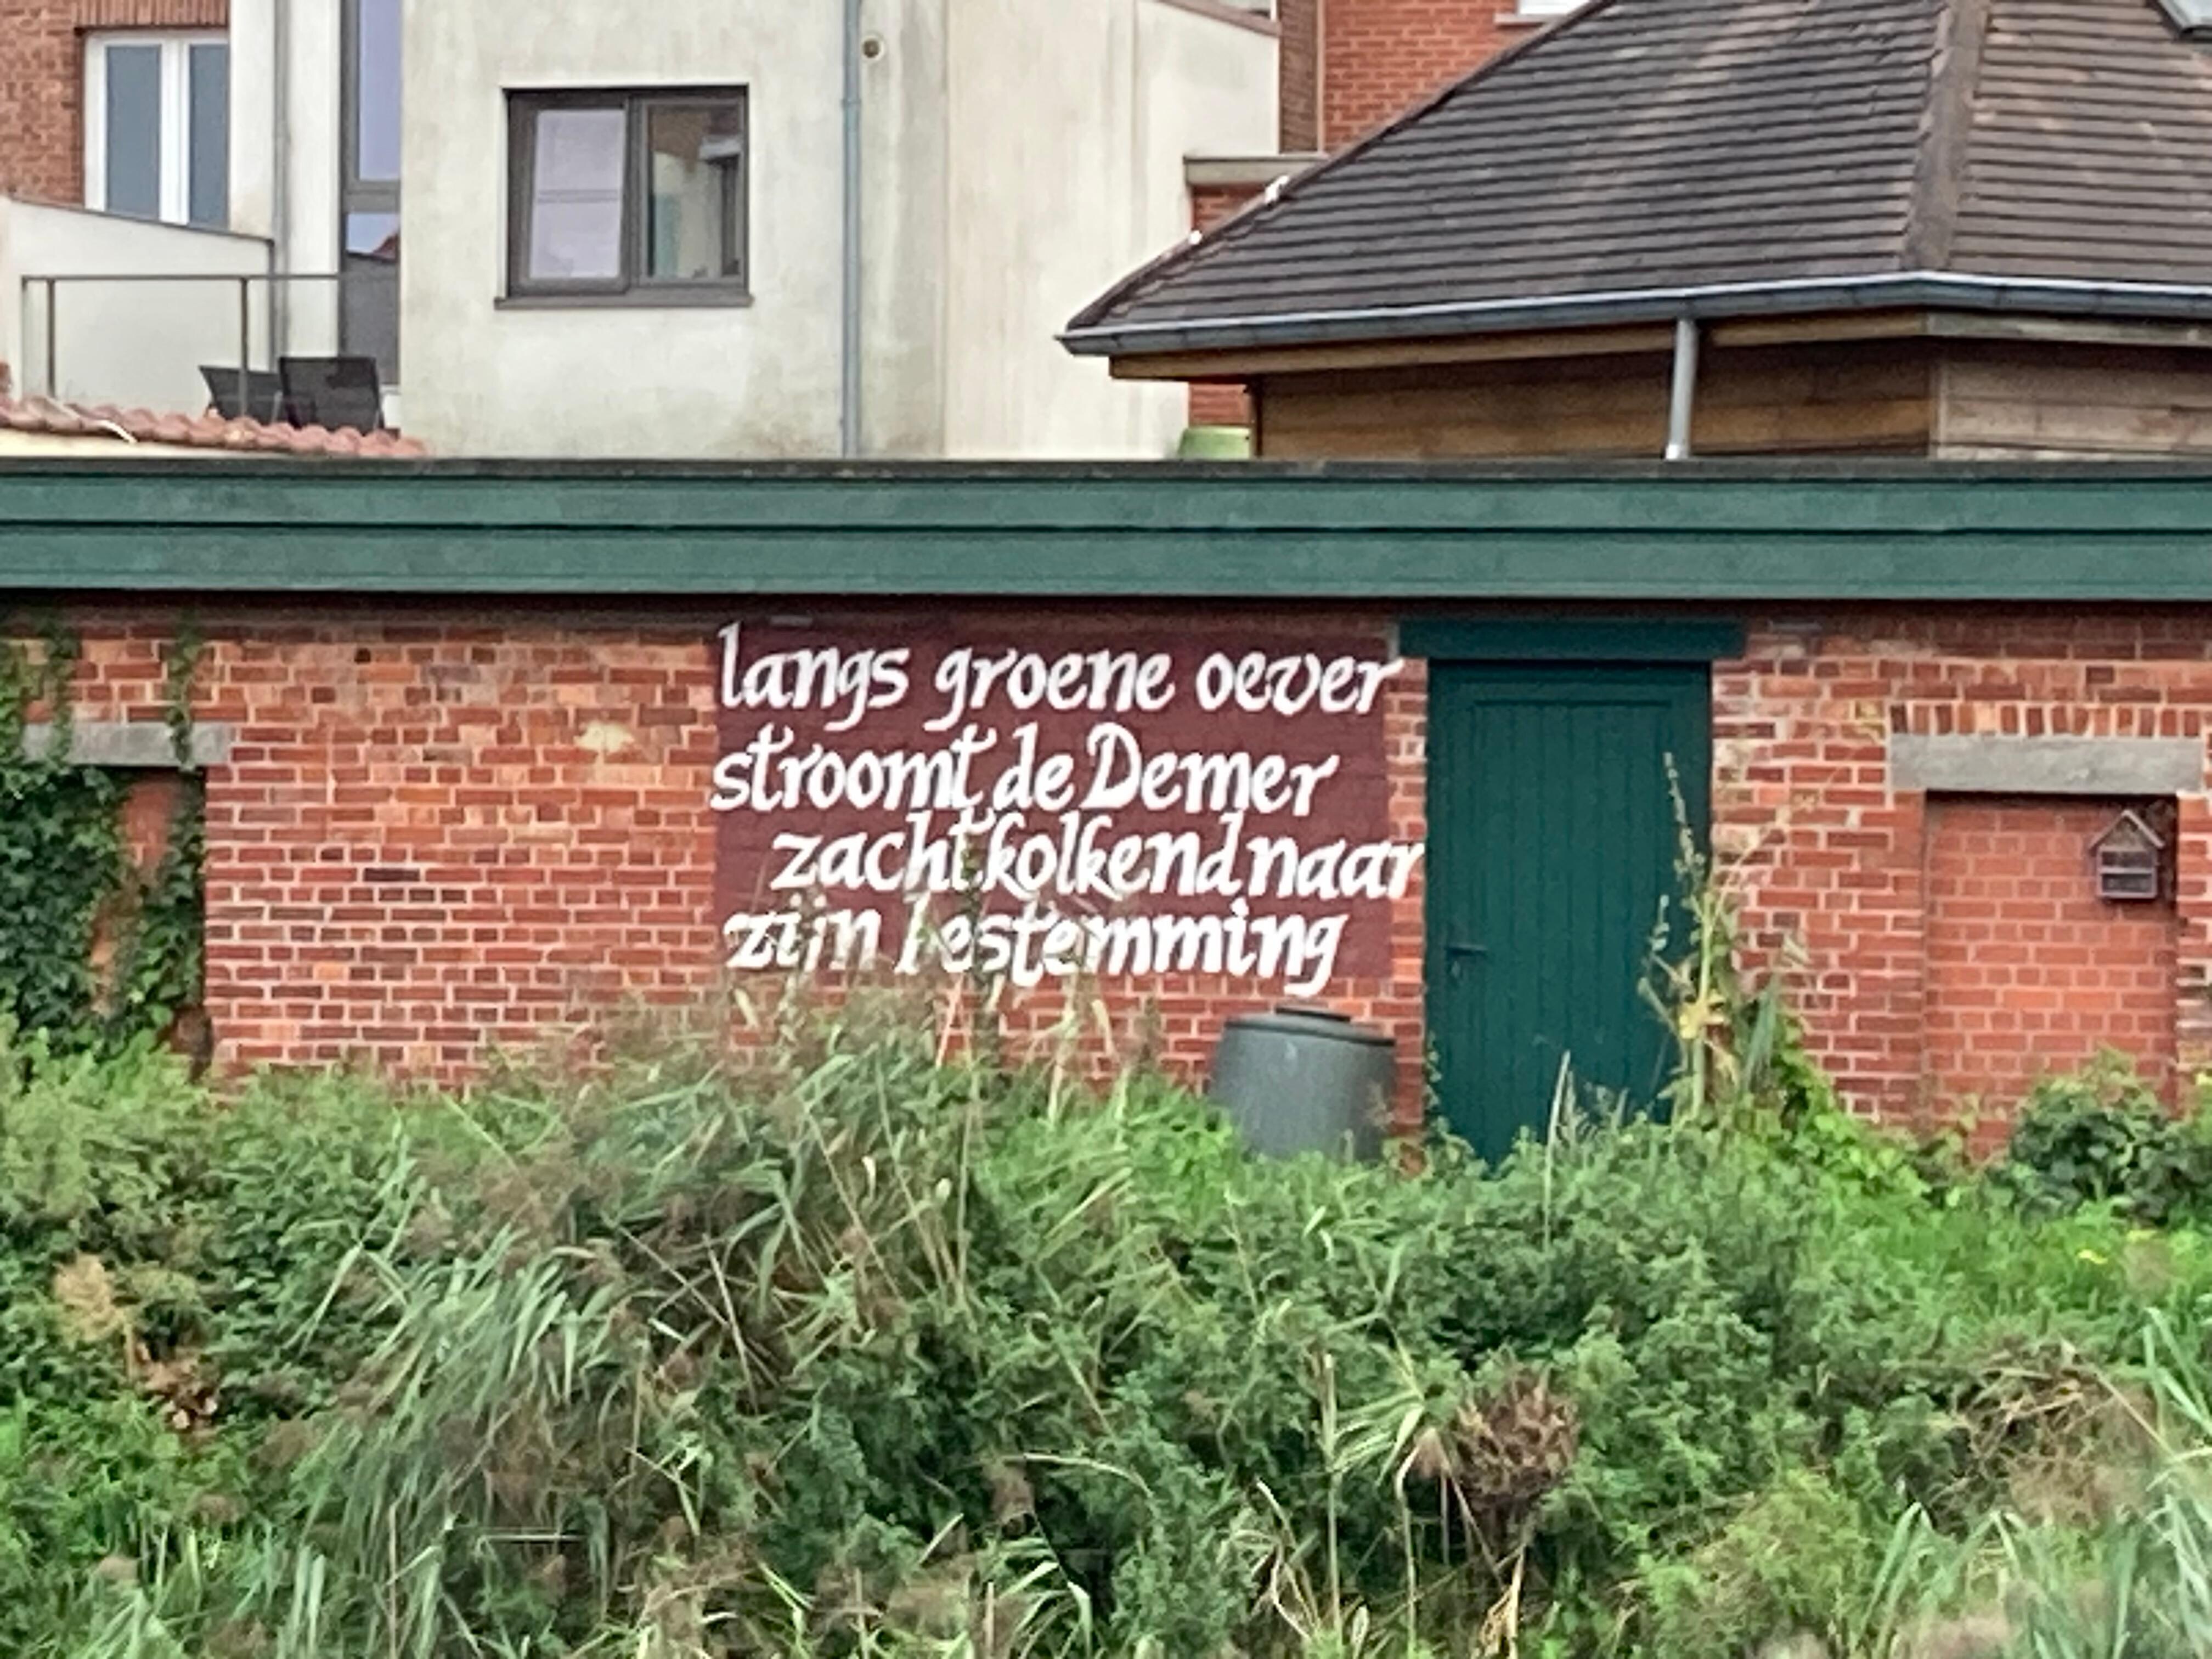 langs groene oever
stroomt de Demer
zacht kolkend naar
zijn bestemming